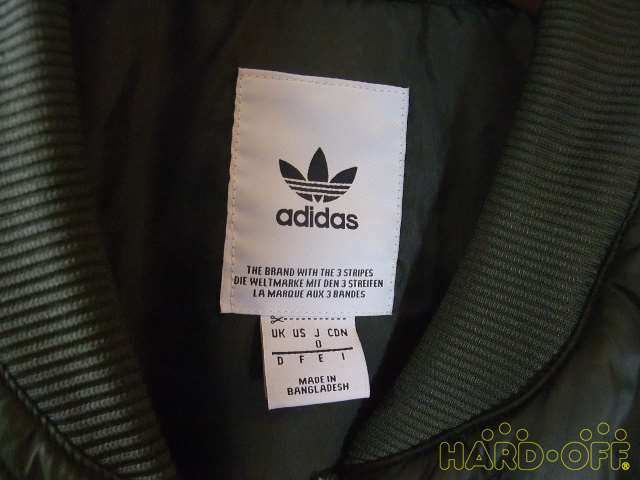 adidas
THE BRAND WITH THE 3 STRIPES
DIE WELTMARKE MIT DEN 3 STREIFEN
LA MARQUE AUX 3 BANDES
UK US J CDN
O
D F E I
MADE IN
BANGLADESH
HARD-OFF®